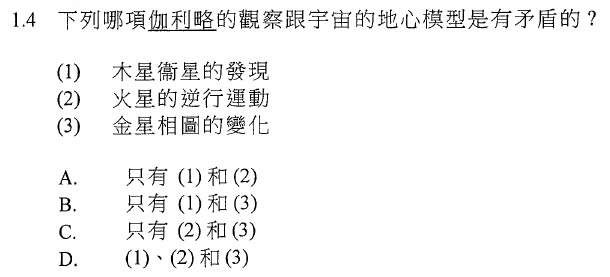 1.4 下列哪項伽利略的觀察跟宇宙的地心模型是有矛盾的？
(1) 木星衞星的發現
(2) 火星的逆行運動
(3) 金星相圖的變化
A. 只有 (1) 和 (2)
B. 只有 (1) 和 (3)
C. 只有 (2) 和 (3)
D. (1)、(2) 和 (3)